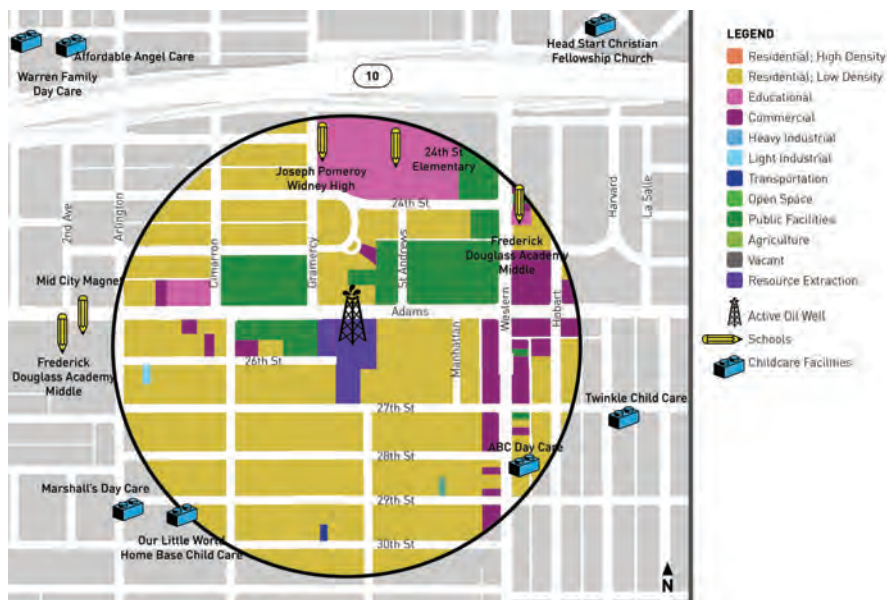 Affordable Angel Care
Warren Family
Day Care
Head Start Christian
Fellowship Church
10
Joseph Pomeroy
Widney High
24th St
Elementary
24th St.
2nd Ave
Arlington
Cimarron
Gramercy
St Andrews
Western
Hobart
Harvard
La Salle
Frederick
Douglass Academy
Middle
Mid City Magnet
Adams
Manhattan
Frederick
Douglass Academy
Middle
26th St
27th St
Twinkle Child Care
ABC Day Care
28th St
Marshall's Day Care
29th St
Our Little World
Home Base Child Care
30th St
N
LEGEND
Residential; High Density
Residential; Low Density
Educational
Commercial
Heavy Industrial
Light Industrial
Transportation
Open Space
Public Facilities
Agriculture
Vacant
Resource Extraction
Active Oil Well
Schools
Childcare Facilities